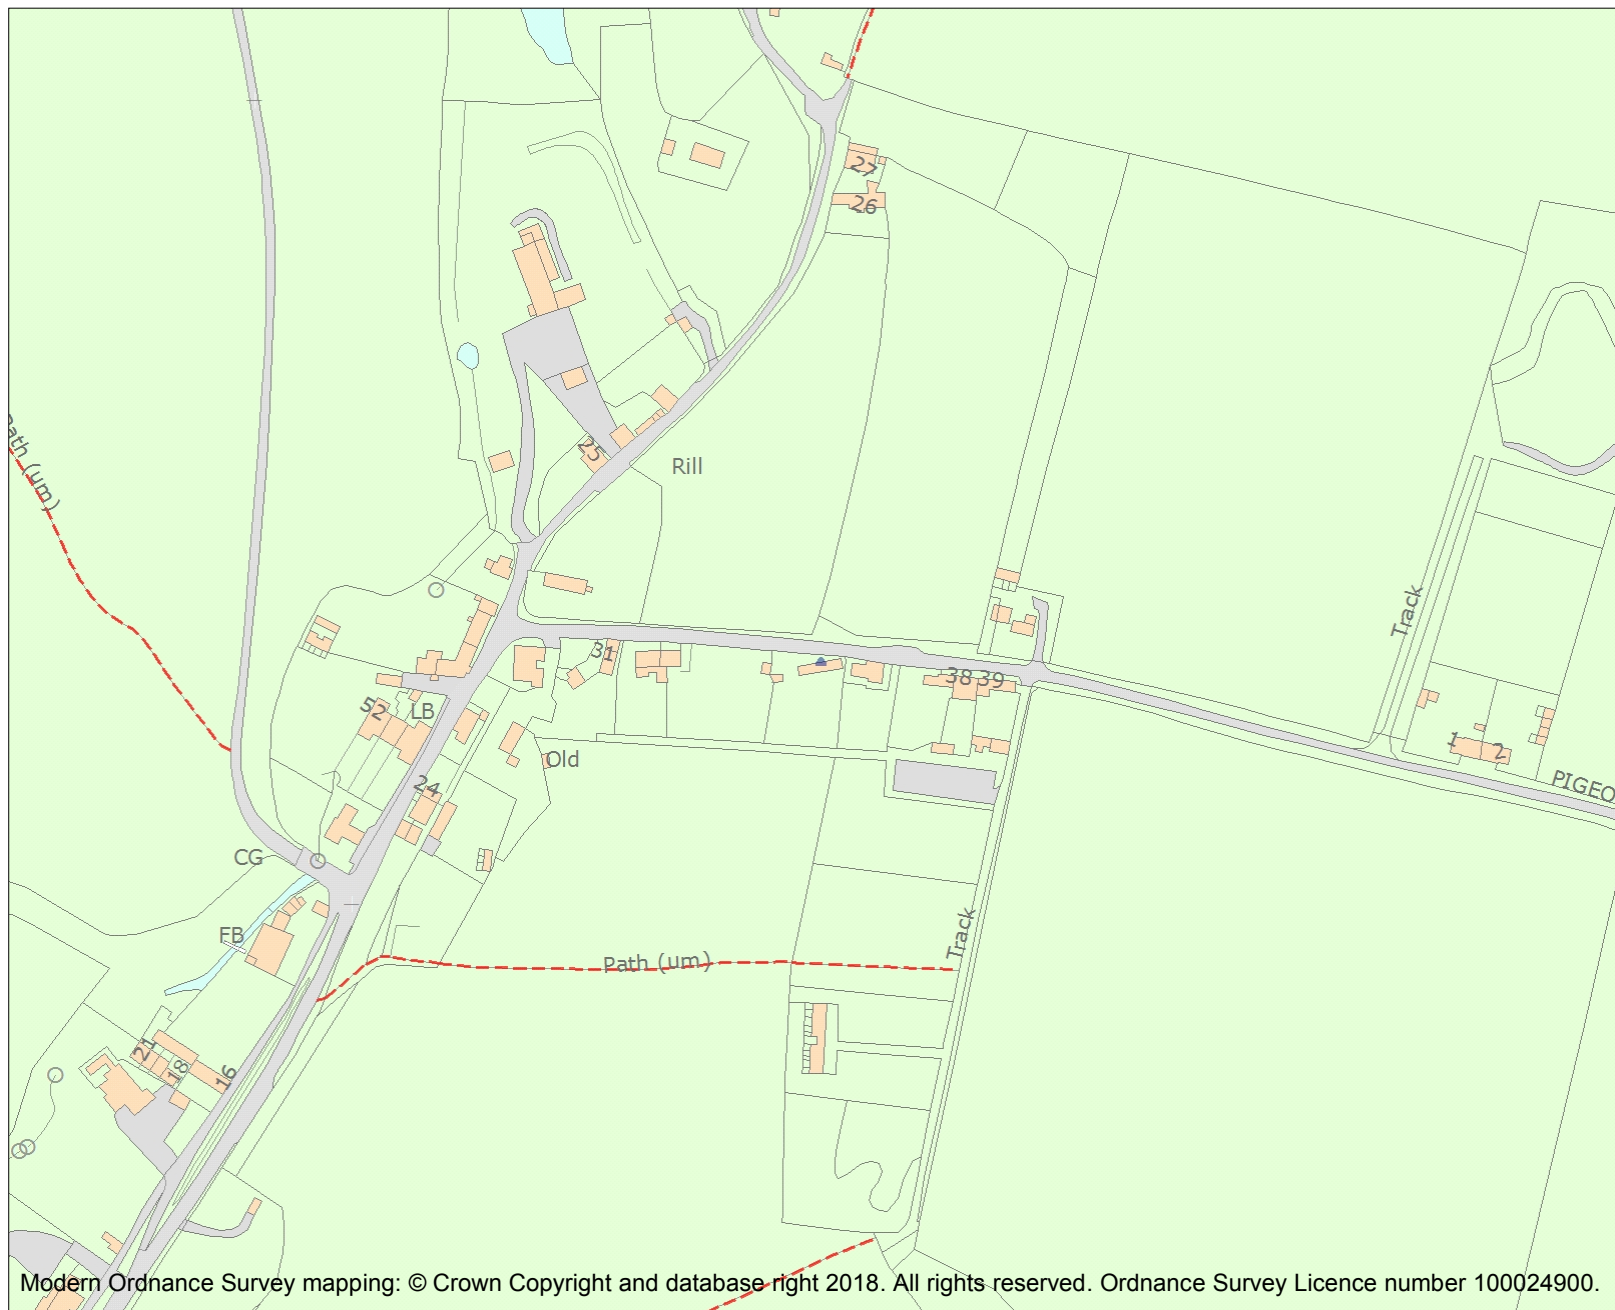 27
26
Path (um)
25
Rill
Track
31
38 39
52
LB
1
2
Old
24
PIGEO
CG
FB
Track
Path (um)
21
18
16
Modern Ordnance Survey mapping: © Crown Copyright and database right 2018. All rights reserved. Ordnance Survey Licence number 100024900.